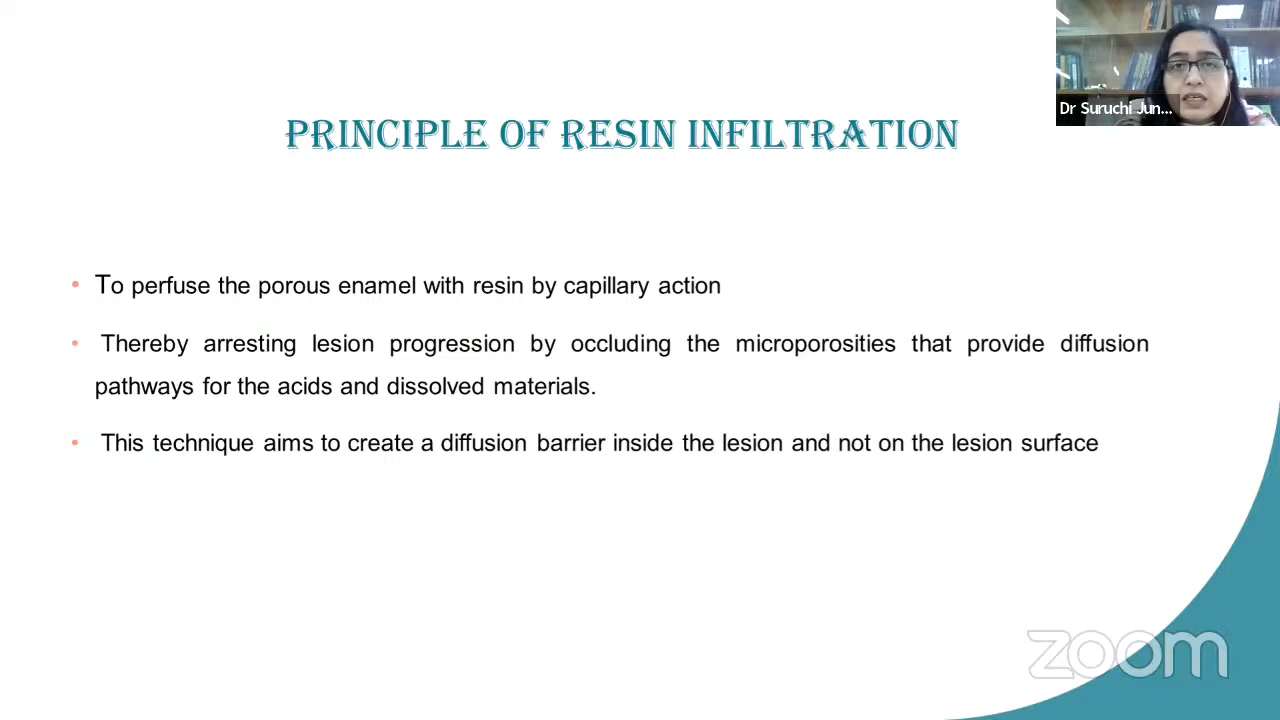 Dr Suruchi Jun...
PRINCIPLE OF RESIN INFILTRATION
• To perfuse the porous enamel with resin by capillary action
• Thereby arresting lesion progression by occluding the microporosities that provide diffusion
pathways for the acids and dissolved materials.
• This technique aims to create a diffusion barrier inside the lesion and not on the lesion surface
zoom